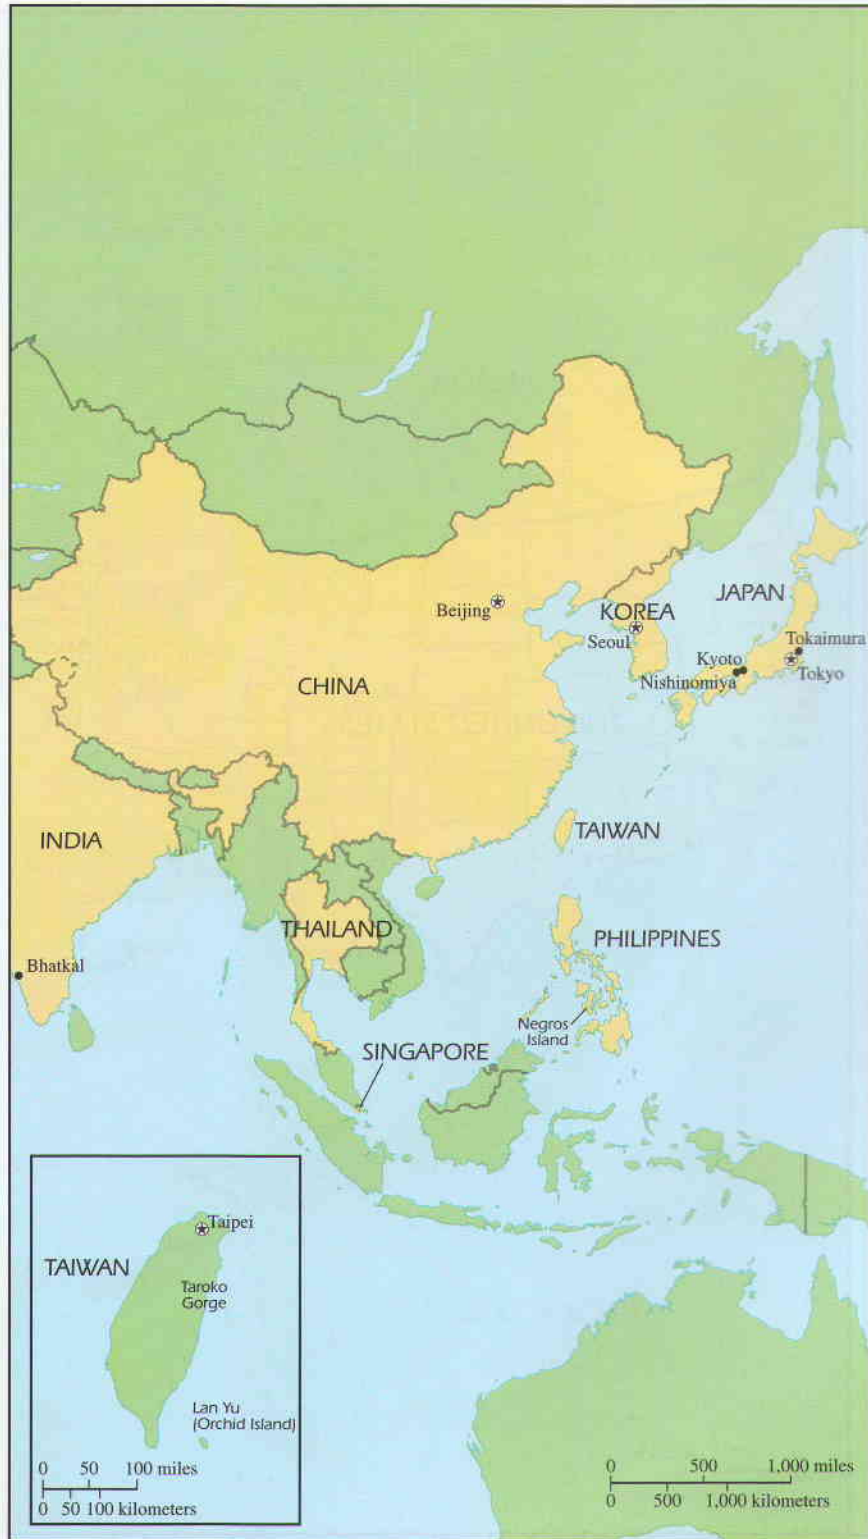 Beijing
KOREA
Seoul
JAPAN
Tokaimura
Kyoto
Nishinomiya
Tokyo
CHINA
INDIA
TAIWAN
THAILAND
PHILIPPINES
Bhatkal
Negros
Island
SINGAPORE
TAIWAN
Taipei
Taroko
Gorge
Lan Yu
(Orchid Island)
0 50 100 miles
0 50 100 kilometers
0 500 1,000 miles
0 500 1,000 kilometers